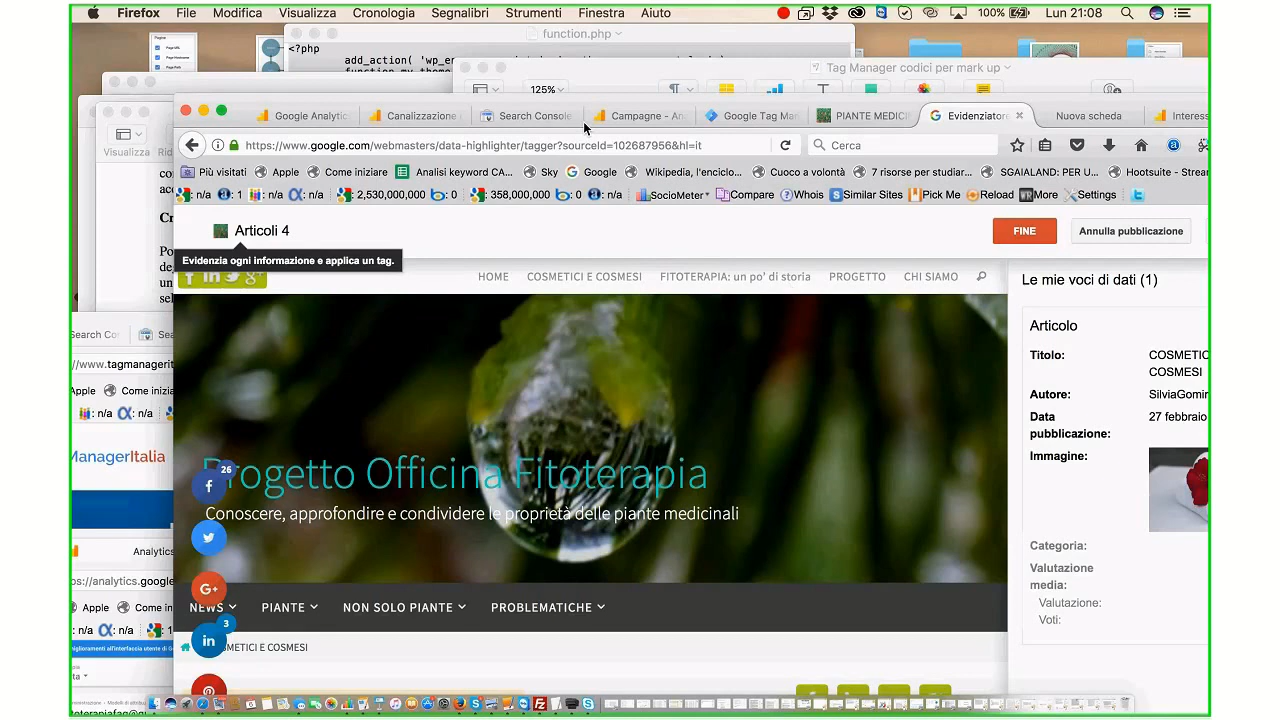 Firefox File Modifica Visualizza Cronologia Segnalibri Strumenti Finestra Aiuto 100% Lun 21:08
function.php
<?php
add_action( 'wp_en
Tag Manager codici per mark up
125%
Google Analytic
Canalizzazione
Search Console
Campagne - Ana
Google Tag Man
PIANTE MEDICI
Evidenziatore
Nuova scheda
Interess
https://www.google.com/webmasters/data-highlighter/tagger?sourceId=102687956&hl=it
Cerca
Visualizza Rid
Più visitati Apple Come iniziare Analisi keyword CA... Sky Google Wikipedia, l'enciclo... Cuoco a volontà 7 risorse per studiar... SGAIALAND: PER U... Hootsuite - Strea
: n/a : 1 : n/a : n/a : 2,530,000,000 : 0 : 358,000,000 : 0 : n/a SocioMeter Compare Whois Similar Sites Pick Me Reload More Settings
Articoli 4
FINE
Annulla pubblicazione
Evidenzia ogni informazione e applica un tag.
HOME COSMETICI E COSMESI FITOTERAPIA: un po' di storia PROGETTO CHI SIAMO
Le mie voci di dati (1)
Articolo
Titolo: COSMETIC
COSMESI
Autore: SilviaGomir
Data pubblicazione: 27 febbraio
Immagine:
Categoria:
Valutazione
media:
Valutazione:
Voti:
Progetto Officina Fitoterapia
Conoscere, approfondire e condividere le proprietà delle piante medicinali
26
3
NEWS PIANTE NON SOLO PIANTE PROBLEMATICHE
COSMETICI E COSMESI
Search Co
//www.tagmanagerit
Apple Come inizia
: n/a : n/a
ManagerItalia
Analytics
ps://analytics.google
Apple Come in
: n/a : n/a